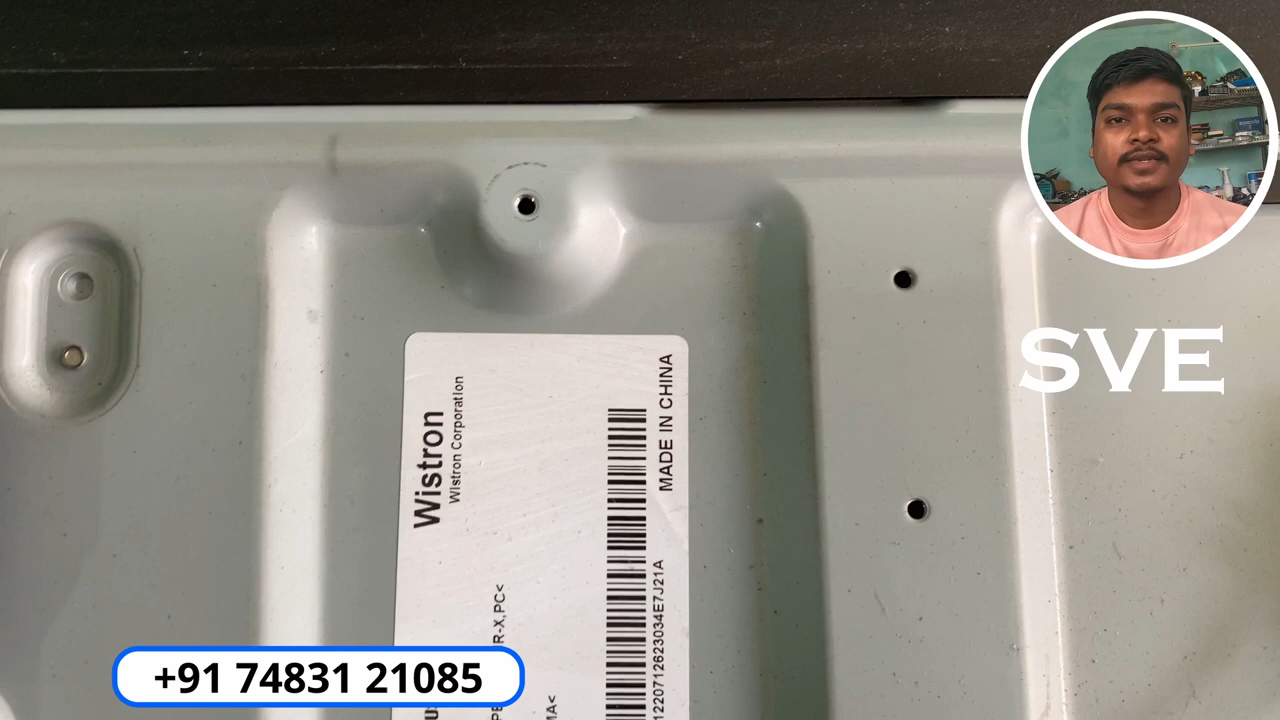 SVE
Wistron
Wistron Corporation
MADE IN CHINA
R-X,PC<
1220712623034E7J21A
+91 74831 21085